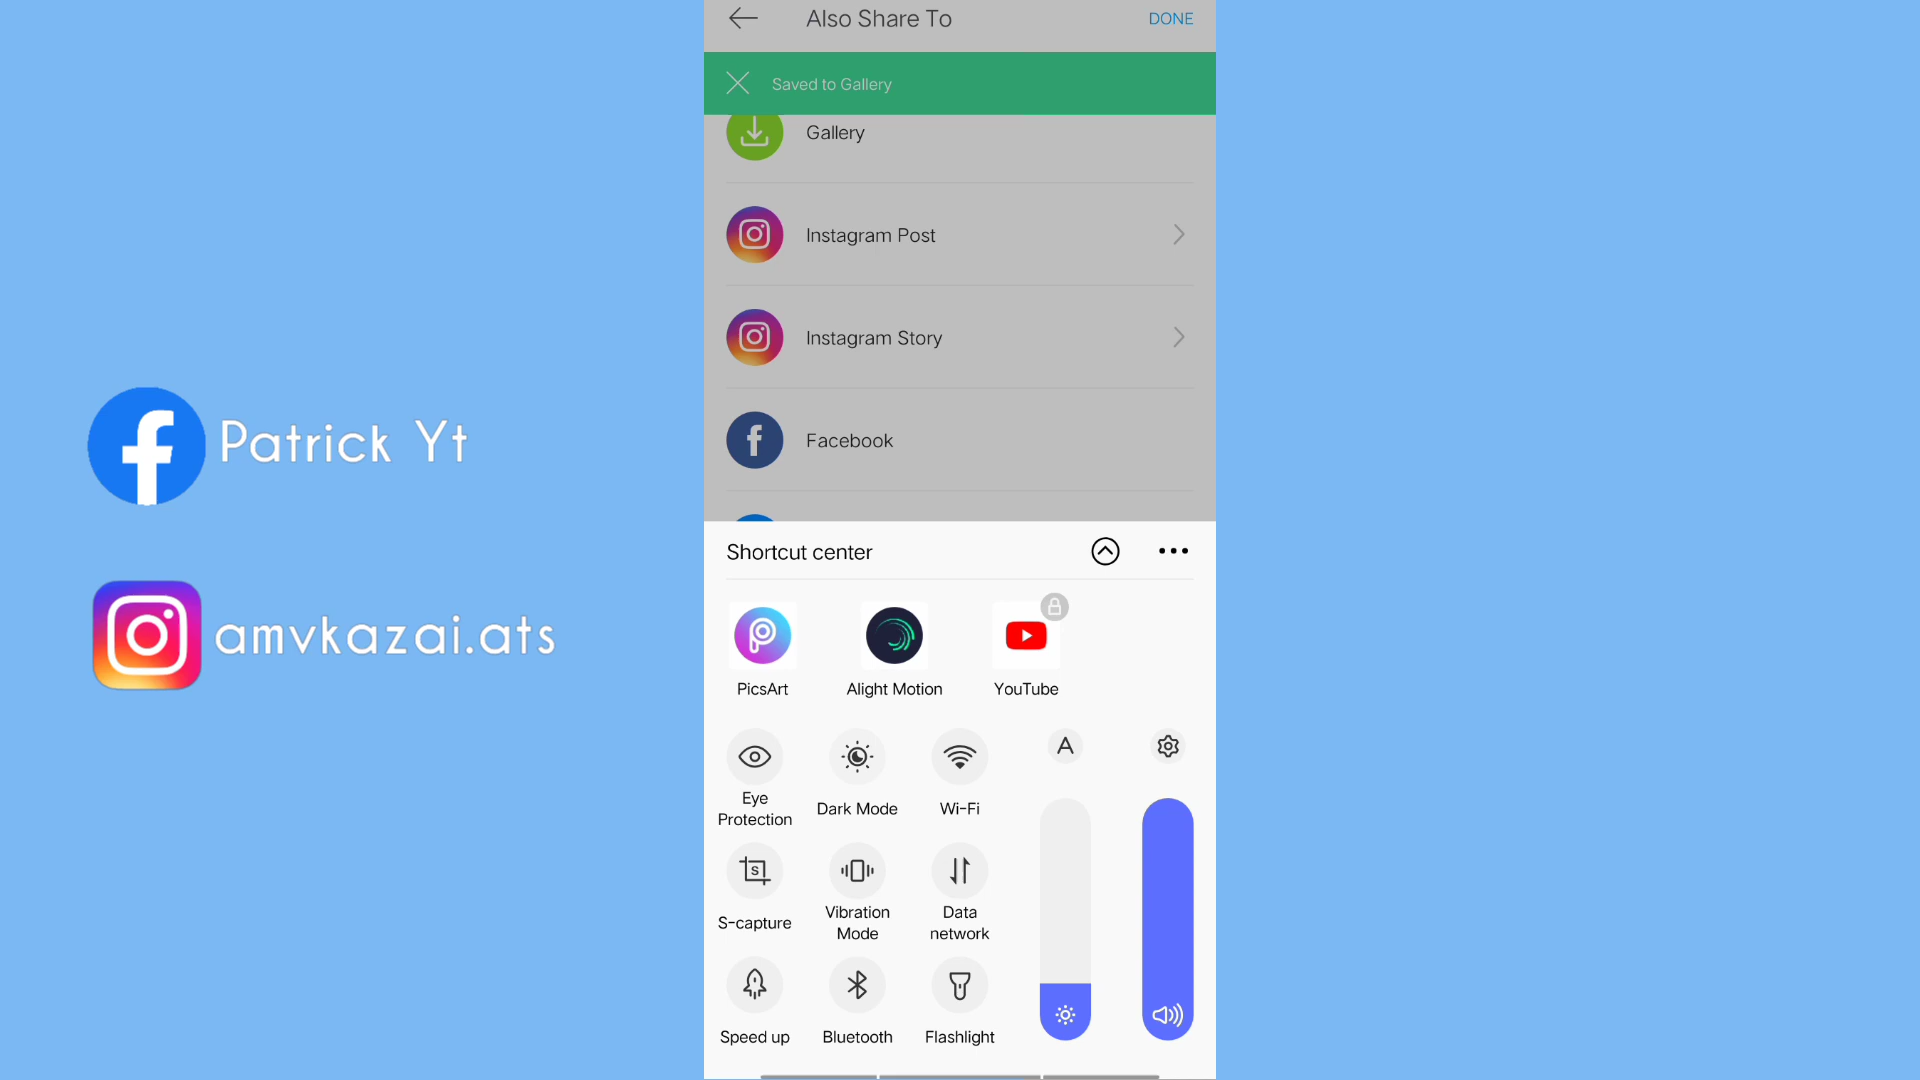 Also Share To
DONE
Saved to Gallery
Gallery
Instagram Post
Instagram Story
Facebook
Patrick Yt
amvkazai.ats
Shortcut center
PicsArt
Alight Motion
YouTube
Eye
Protection
Dark Mode
Wi-Fi
A
S-capture
Vibration
Mode
Data
network
Speed up
Bluetooth
Flashlight